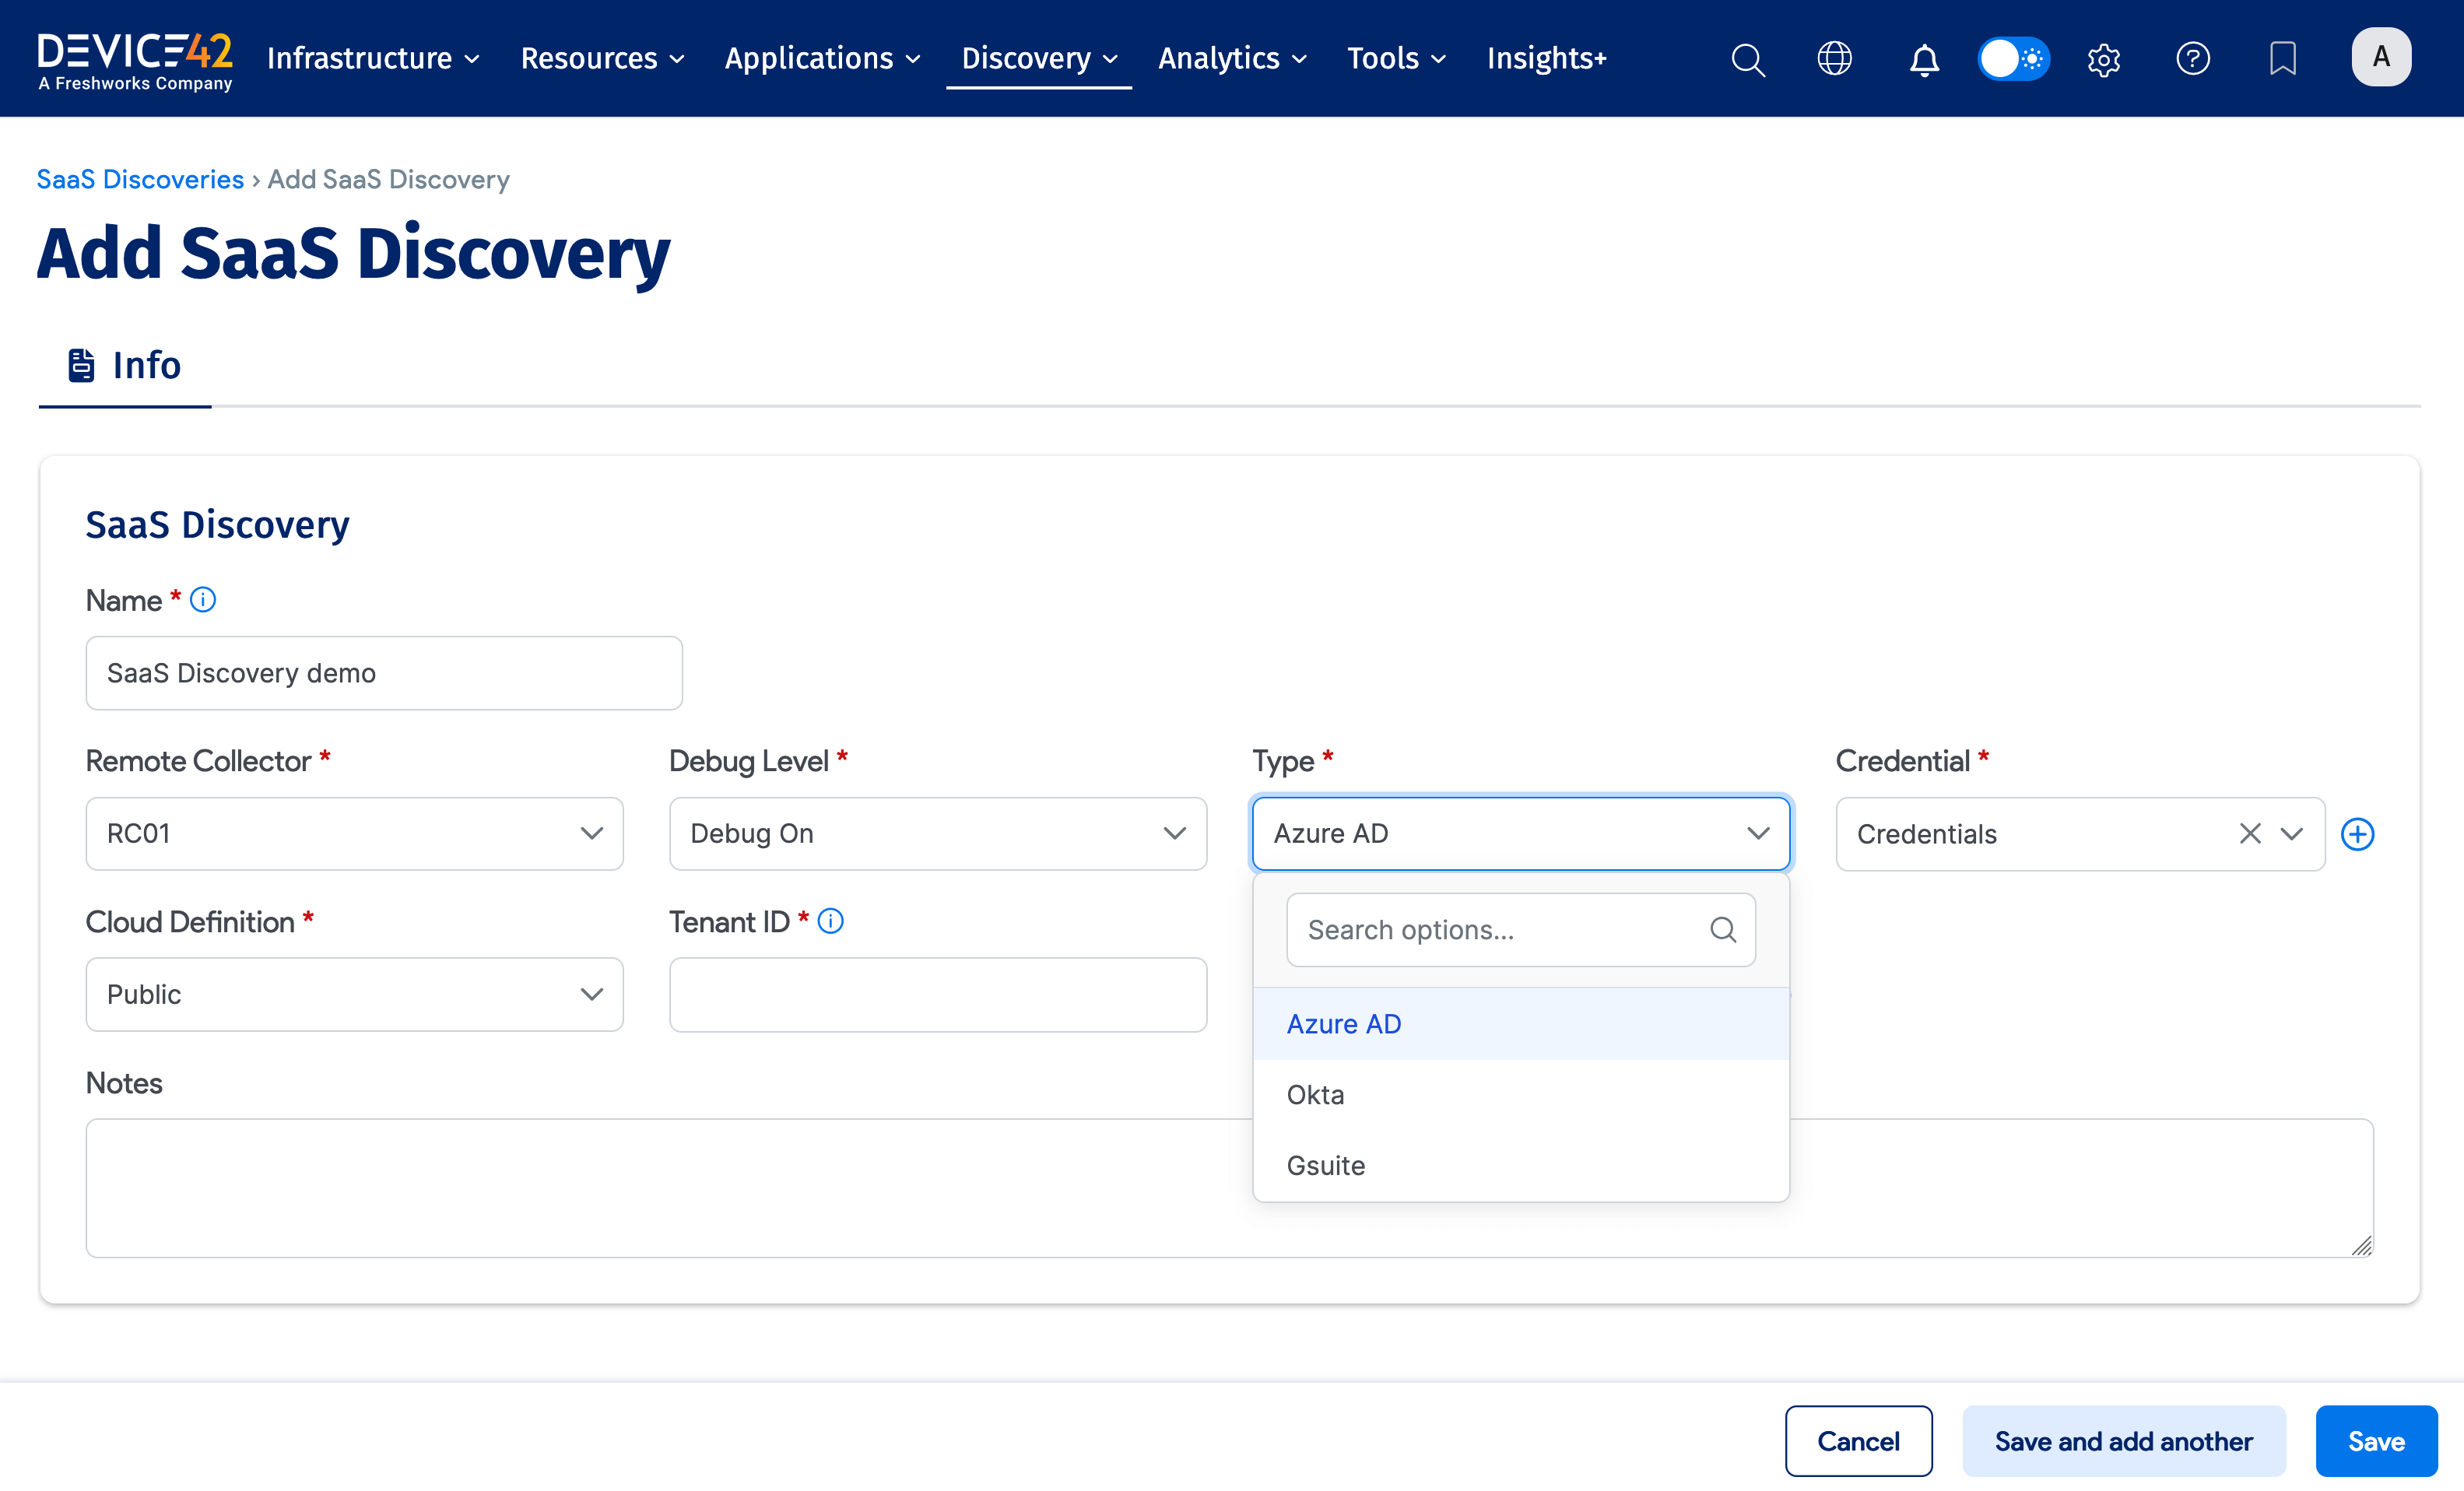 DEVICE42
A Freshworks Company
Infrastructure Resources Applications Discovery Analytics Tools Insights+ A
SaaS Discoveries › Add SaaS Discovery
Add SaaS Discovery
Info
SaaS Discovery
Name *
SaaS Discovery demo
Remote Collector * Debug Level * Type * Credential *
RC01 Debug On Azure AD Credentials
Cloud Definition * Tenant ID *
Search options...
Public
Azure AD
Notes
Okta
Gsuite
Cancel Save and add another Save